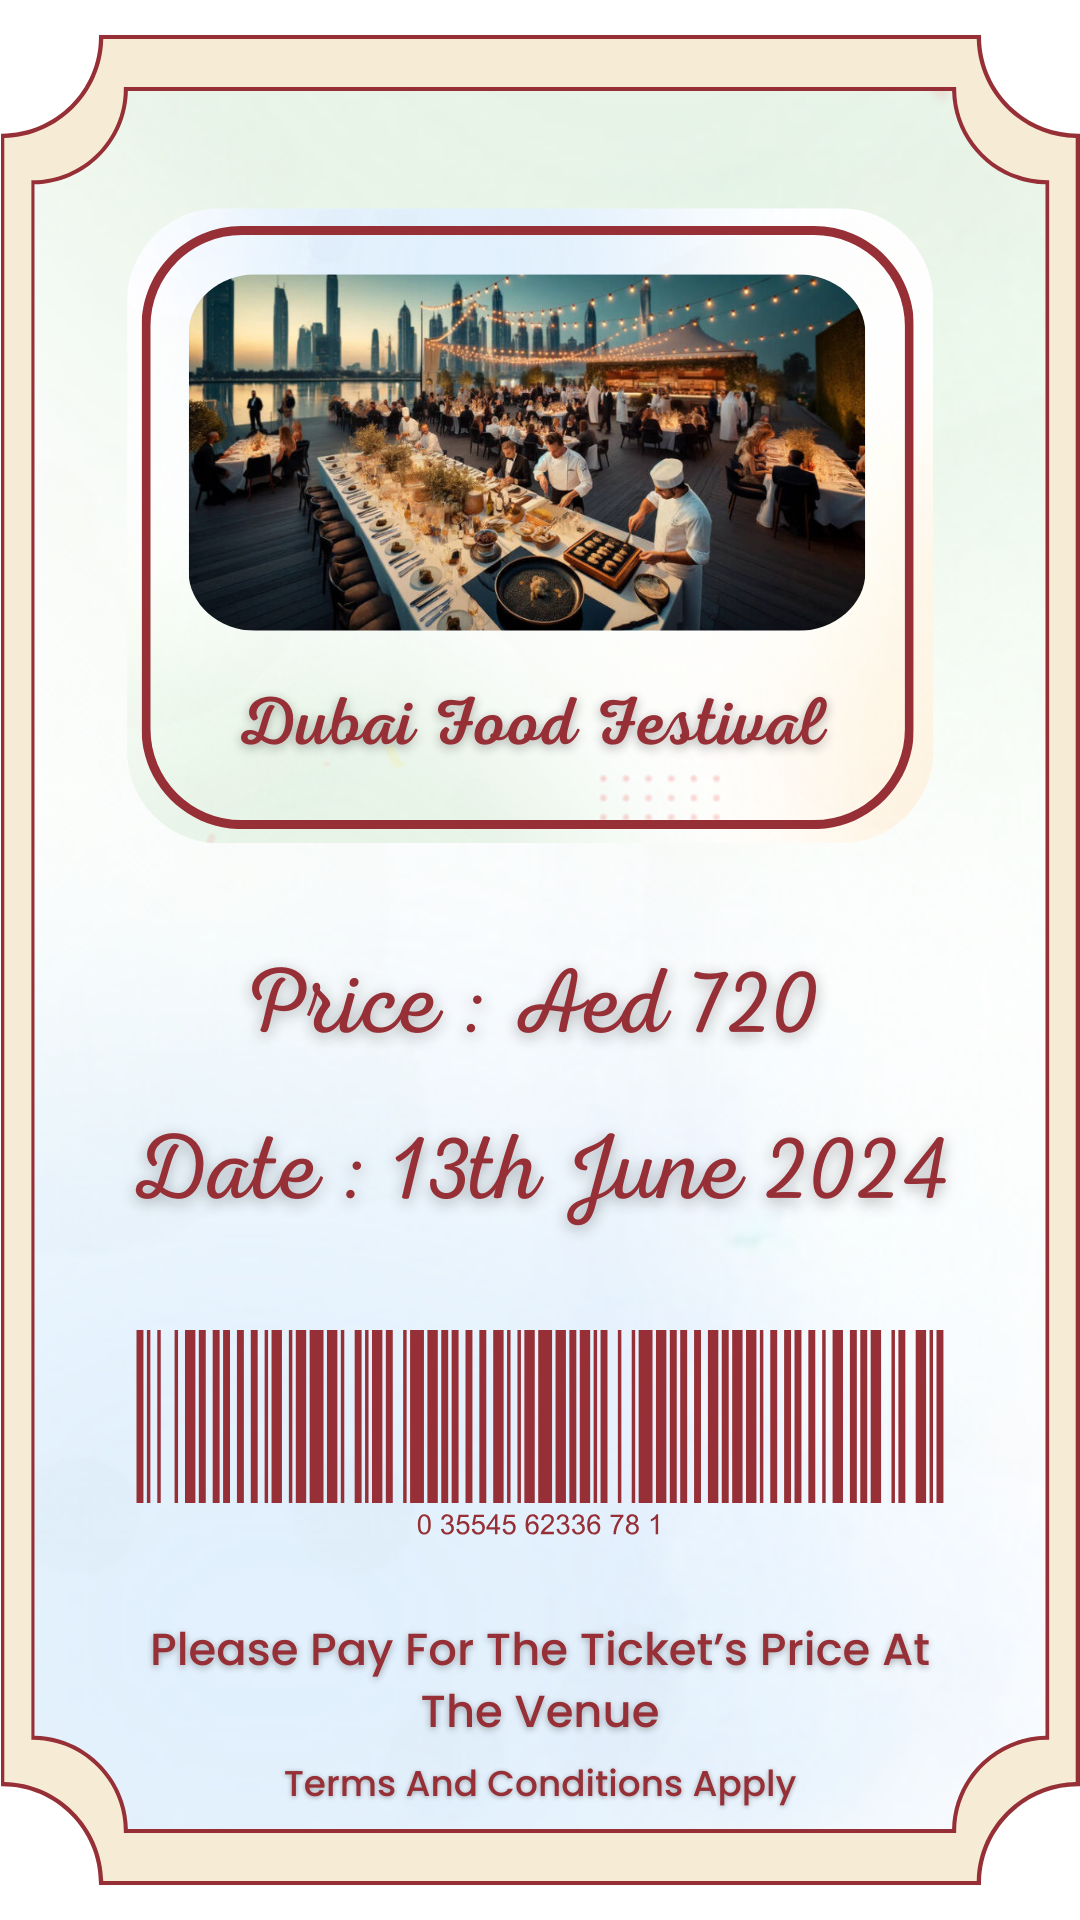 Dubai Food Festival
Price : Aed 720
Date : 13th June 2024
0 35545 62336 78 1
Please Pay For The Ticket’s Price At
The Venue
Terms And Conditions Apply